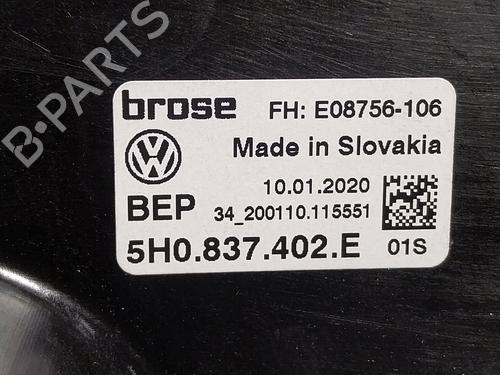 B-PARTS
brose FH: E08756-106
Made in Slovakia
10.01.2020
BEP 34_200110.115551
5H0.837.402.E 01S